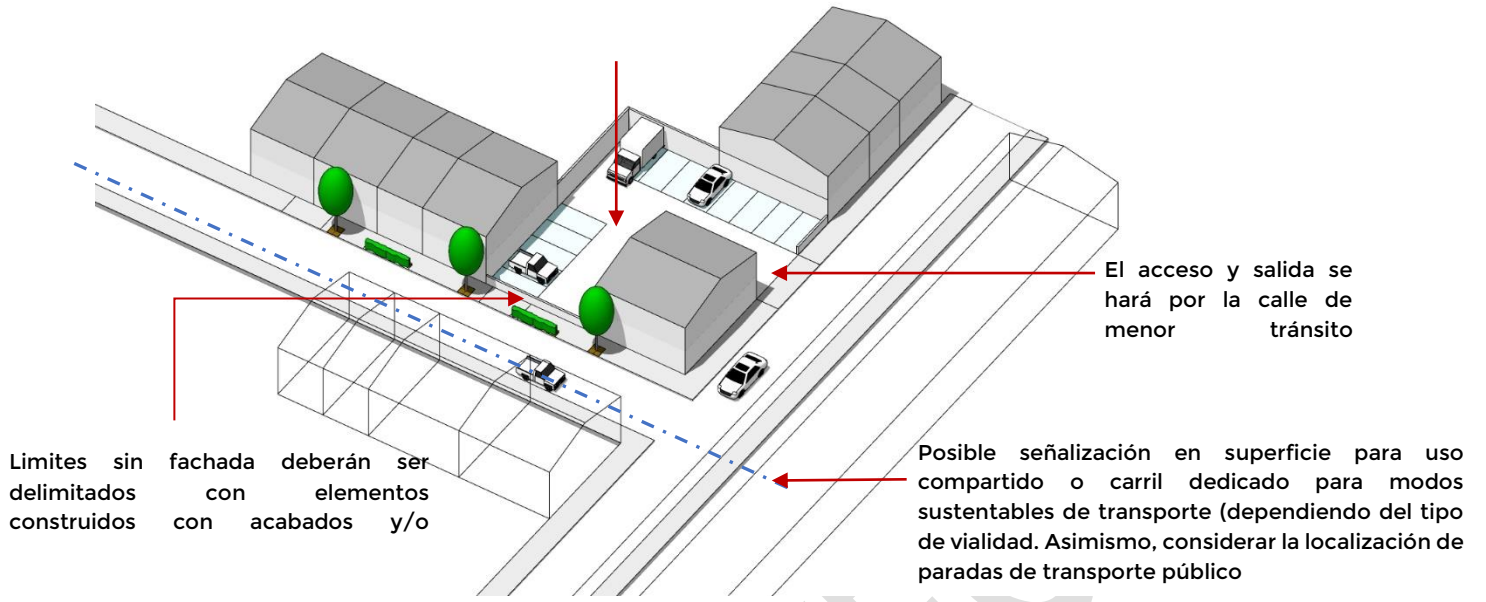 El acceso y salida se
hará por la calle de
menor tránsito
Limites sin fachada deberán ser
delimitados con elementos
construidos con acabados y/o
Posible señalización en superficie para uso
compartido o carril dedicado para modos
sustentables de transporte (dependiendo del tipo
de vialidad. Asimismo, considerar la localización de
paradas de transporte público